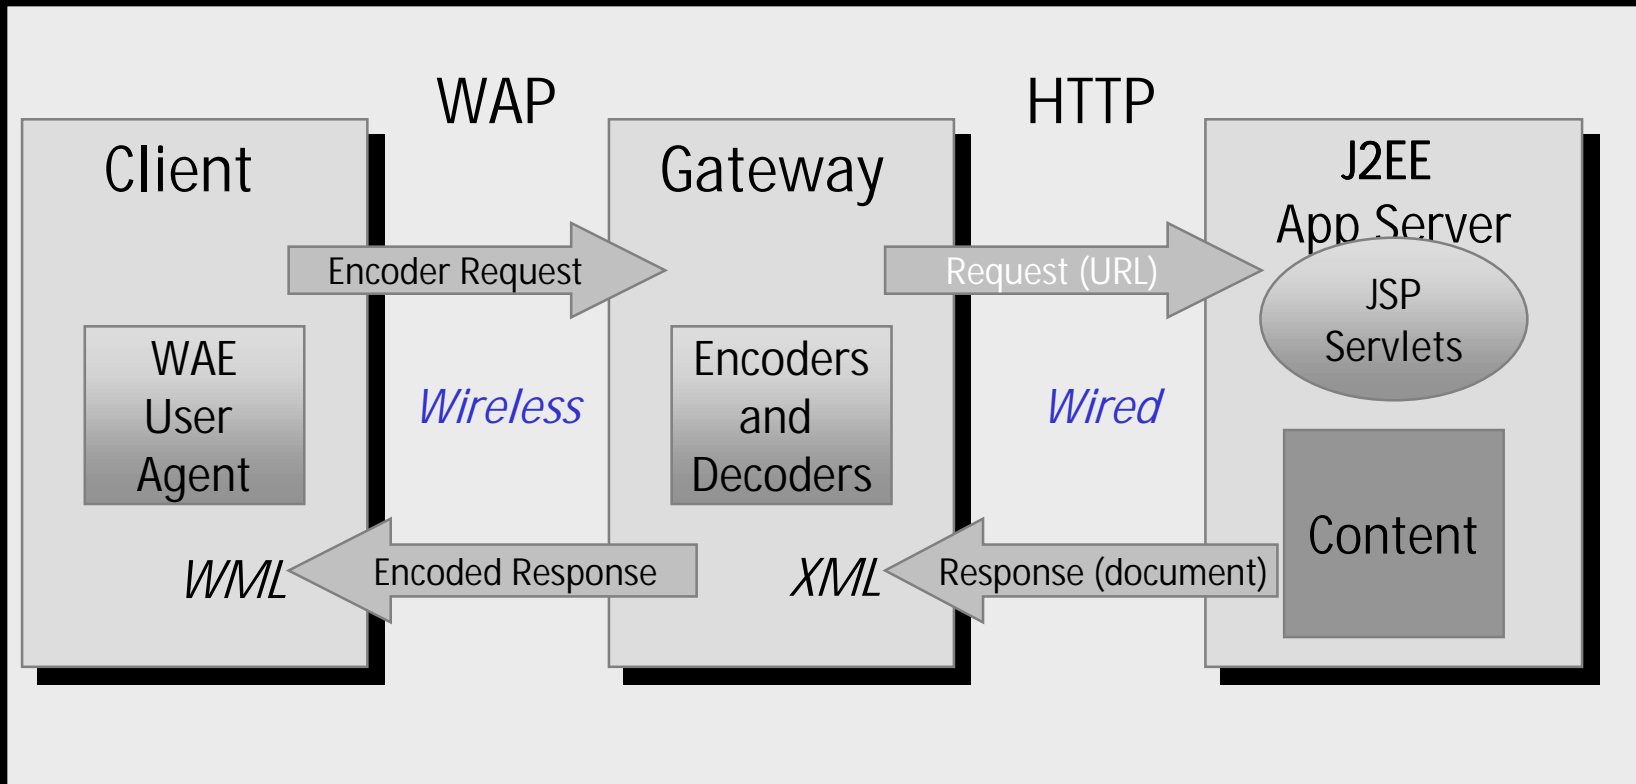 WAP
HTTP
Client
Gateway
J2EE
App Server
Encoder Request
Request (URL)
JSP
Servlets
WAE
User
Agent
Wireless
Encoders
and
Decoders
Wired
Content
WML
Encoded Response
XML
Response (document)